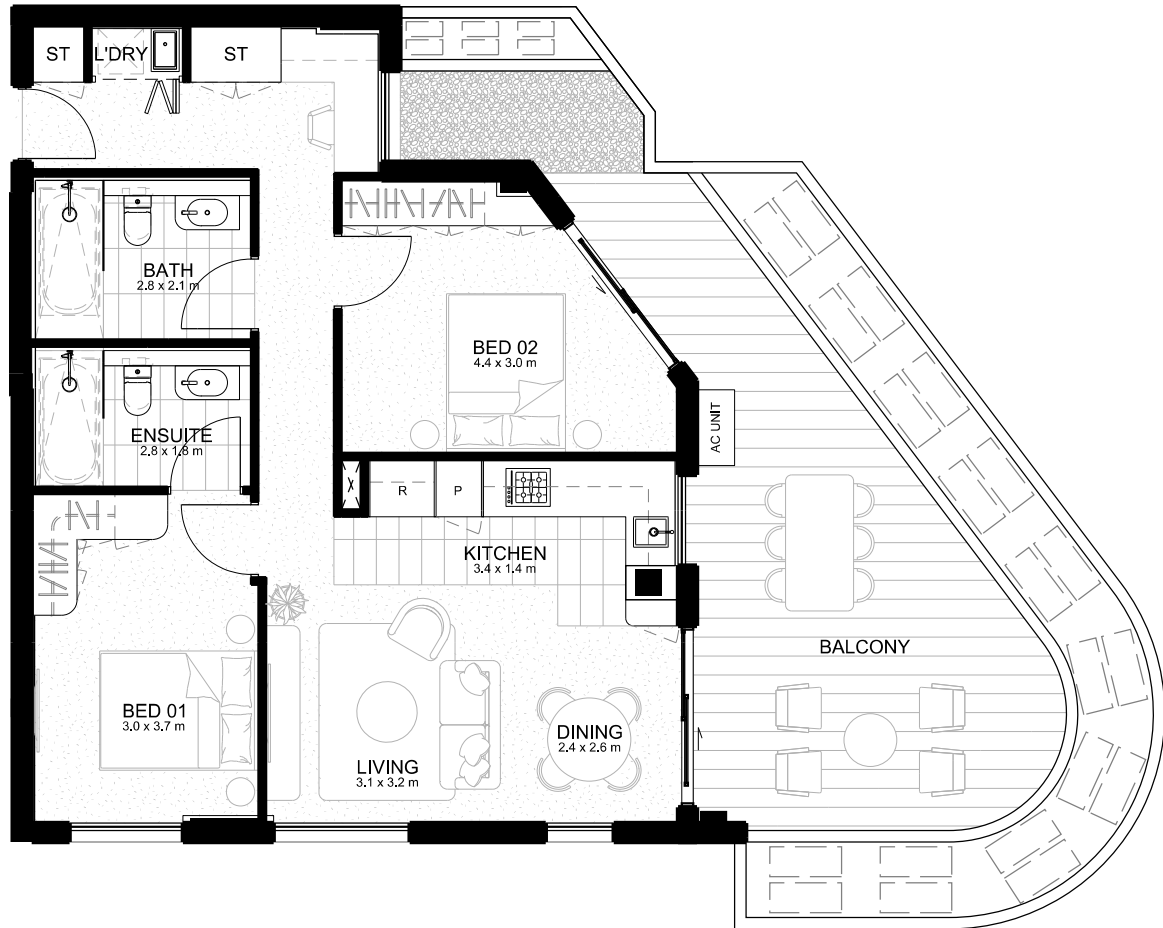 ST
L'DRY
ST
BATH
2.8 x 2.1 m
BED 02
4.4 x 3.0 m
AC UNIT
ENSUITE
2.8 x 1.8 m
R
P
KITCHEN
3.4 x 1.4 m
BALCONY
BED 01
3.0 x 3.7 m
DINING
2.4 x 2.6 m
LIVING
3.1 x 3.2 m